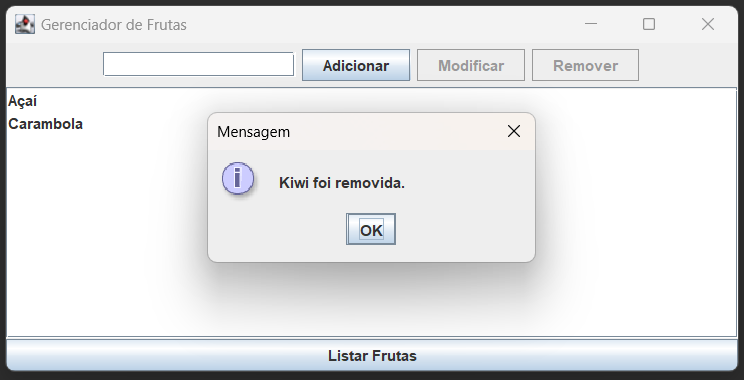 Gerenciador de Frutas
Adicionar Modificar Remover
Açaí
Carambola
Mensagem
i
Kiwi foi removida.
OK
Listar Frutas